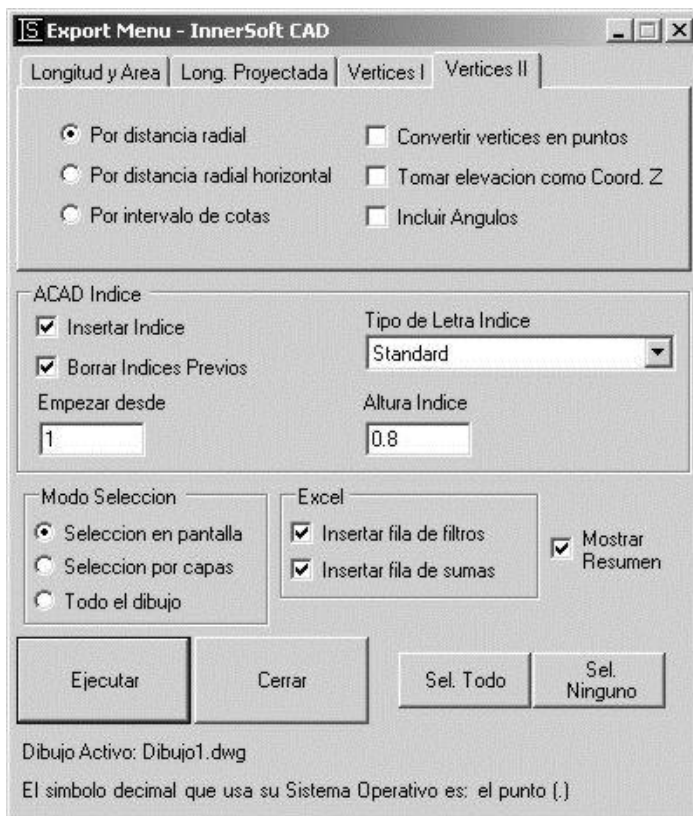 Export Menu - InnerSoft CAD
Longitud y Area Long. Proyectada Vertices I Vertices II
Por distancia radial
Convertir vertices en puntos
Por distancia radial horizontal
Tomar elevacion como Coord. Z
Por intervalo de cotas
Incluir Angulos
ACAD Indice
Insertar Indice
Tipo de Letra Indice
Standard
Borrar Indices Previos
Empezar desde
Altura Indice
1
0.8
Modo Seleccion
Seleccion en pantalla
Seleccion por capas
Todo el dibujo
Excel
Insertar fila de filtros
Insertar fila de sumas
Mostrar
Resumen
Ejecutar
Cerrar
Sel. Todo
Sel.
Ninguno
Dibujo Activo: Dibujo1.dwg
El simbolo decimal que usa su Sistema Operativo es: el punto (.)